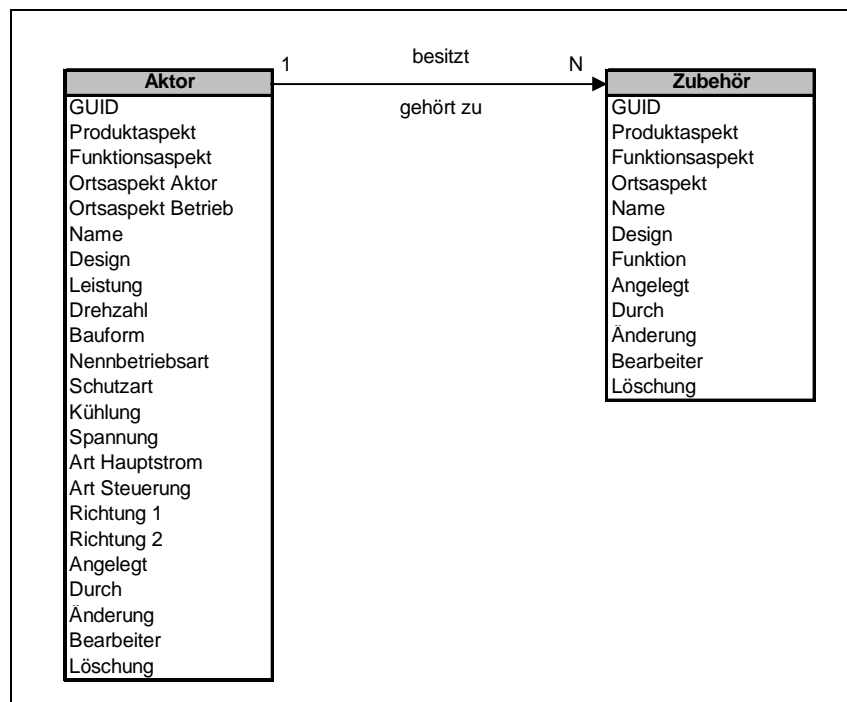 1 besitzt N
gehört zu
Aktor
GUID
Produktaspekt
Funktionsaspekt
Ortsaspekt Aktor
Ortsaspekt Betrieb
Name
Design
Leistung
Drehzahl
Bauform
Nennbetriebsart
Schutzart
Kühlung
Spannung
Art Hauptstrom
Art Steuerung
Richtung 1
Richtung 2
Angelegt
Durch
Änderung
Bearbeiter
Löschung
Zubehör
GUID
Produktaspekt
Funktionsaspekt
Ortsaspekt
Name
Design
Funktion
Angelegt
Durch
Änderung
Bearbeiter
Löschung